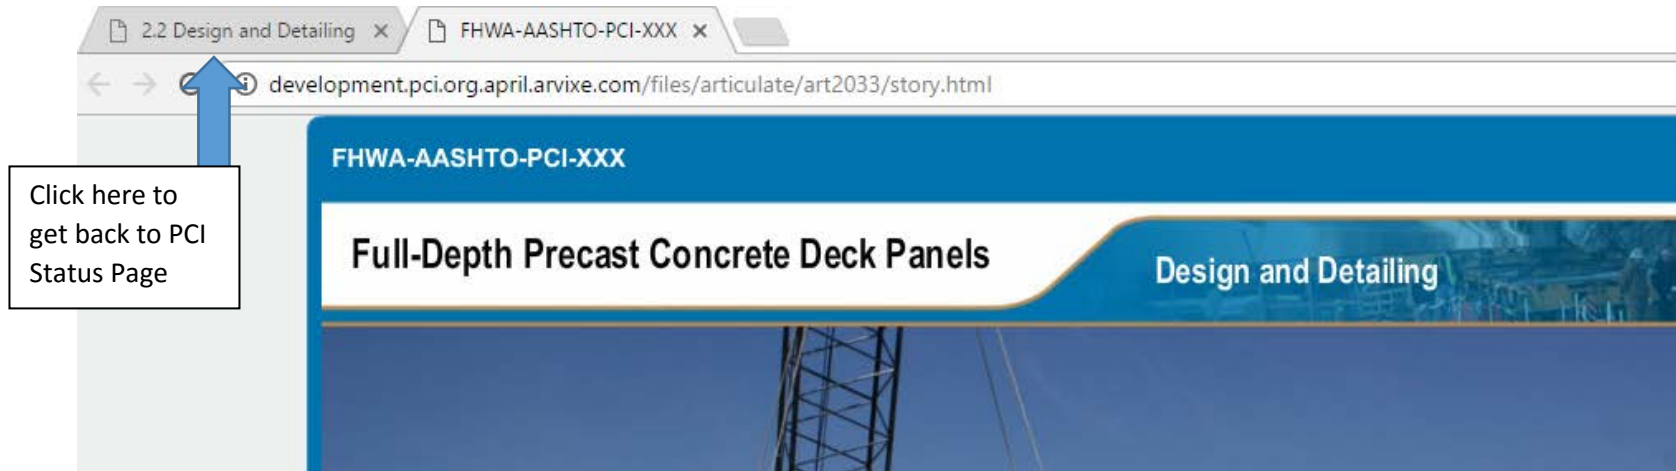 2.2 Design and Detailing
FHWA-AASHTO-PCI-XXX
development.pci.org.april.arvixe.com/files/articulate/art2033/story.html
Click here to
get back to PCI
Status Page
FHWA-AASHTO-PCI-XXX
Full-Depth Precast Concrete Deck Panels
Design and Detailing